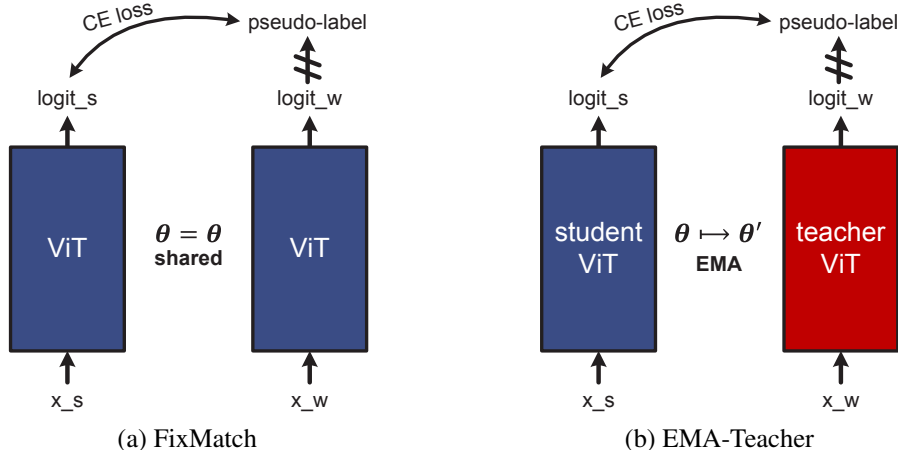 CE loss
pseudo-label
logit_s
logit_w
ViT
θ = θ
shared
ViT
x_s
x_w
(a) FixMatch
CE loss
pseudo-label
logit_s
logit_w
student
ViT
θ ↦ θ′
EMA
teacher
ViT
x_s
x_w
(b) EMA-Teacher